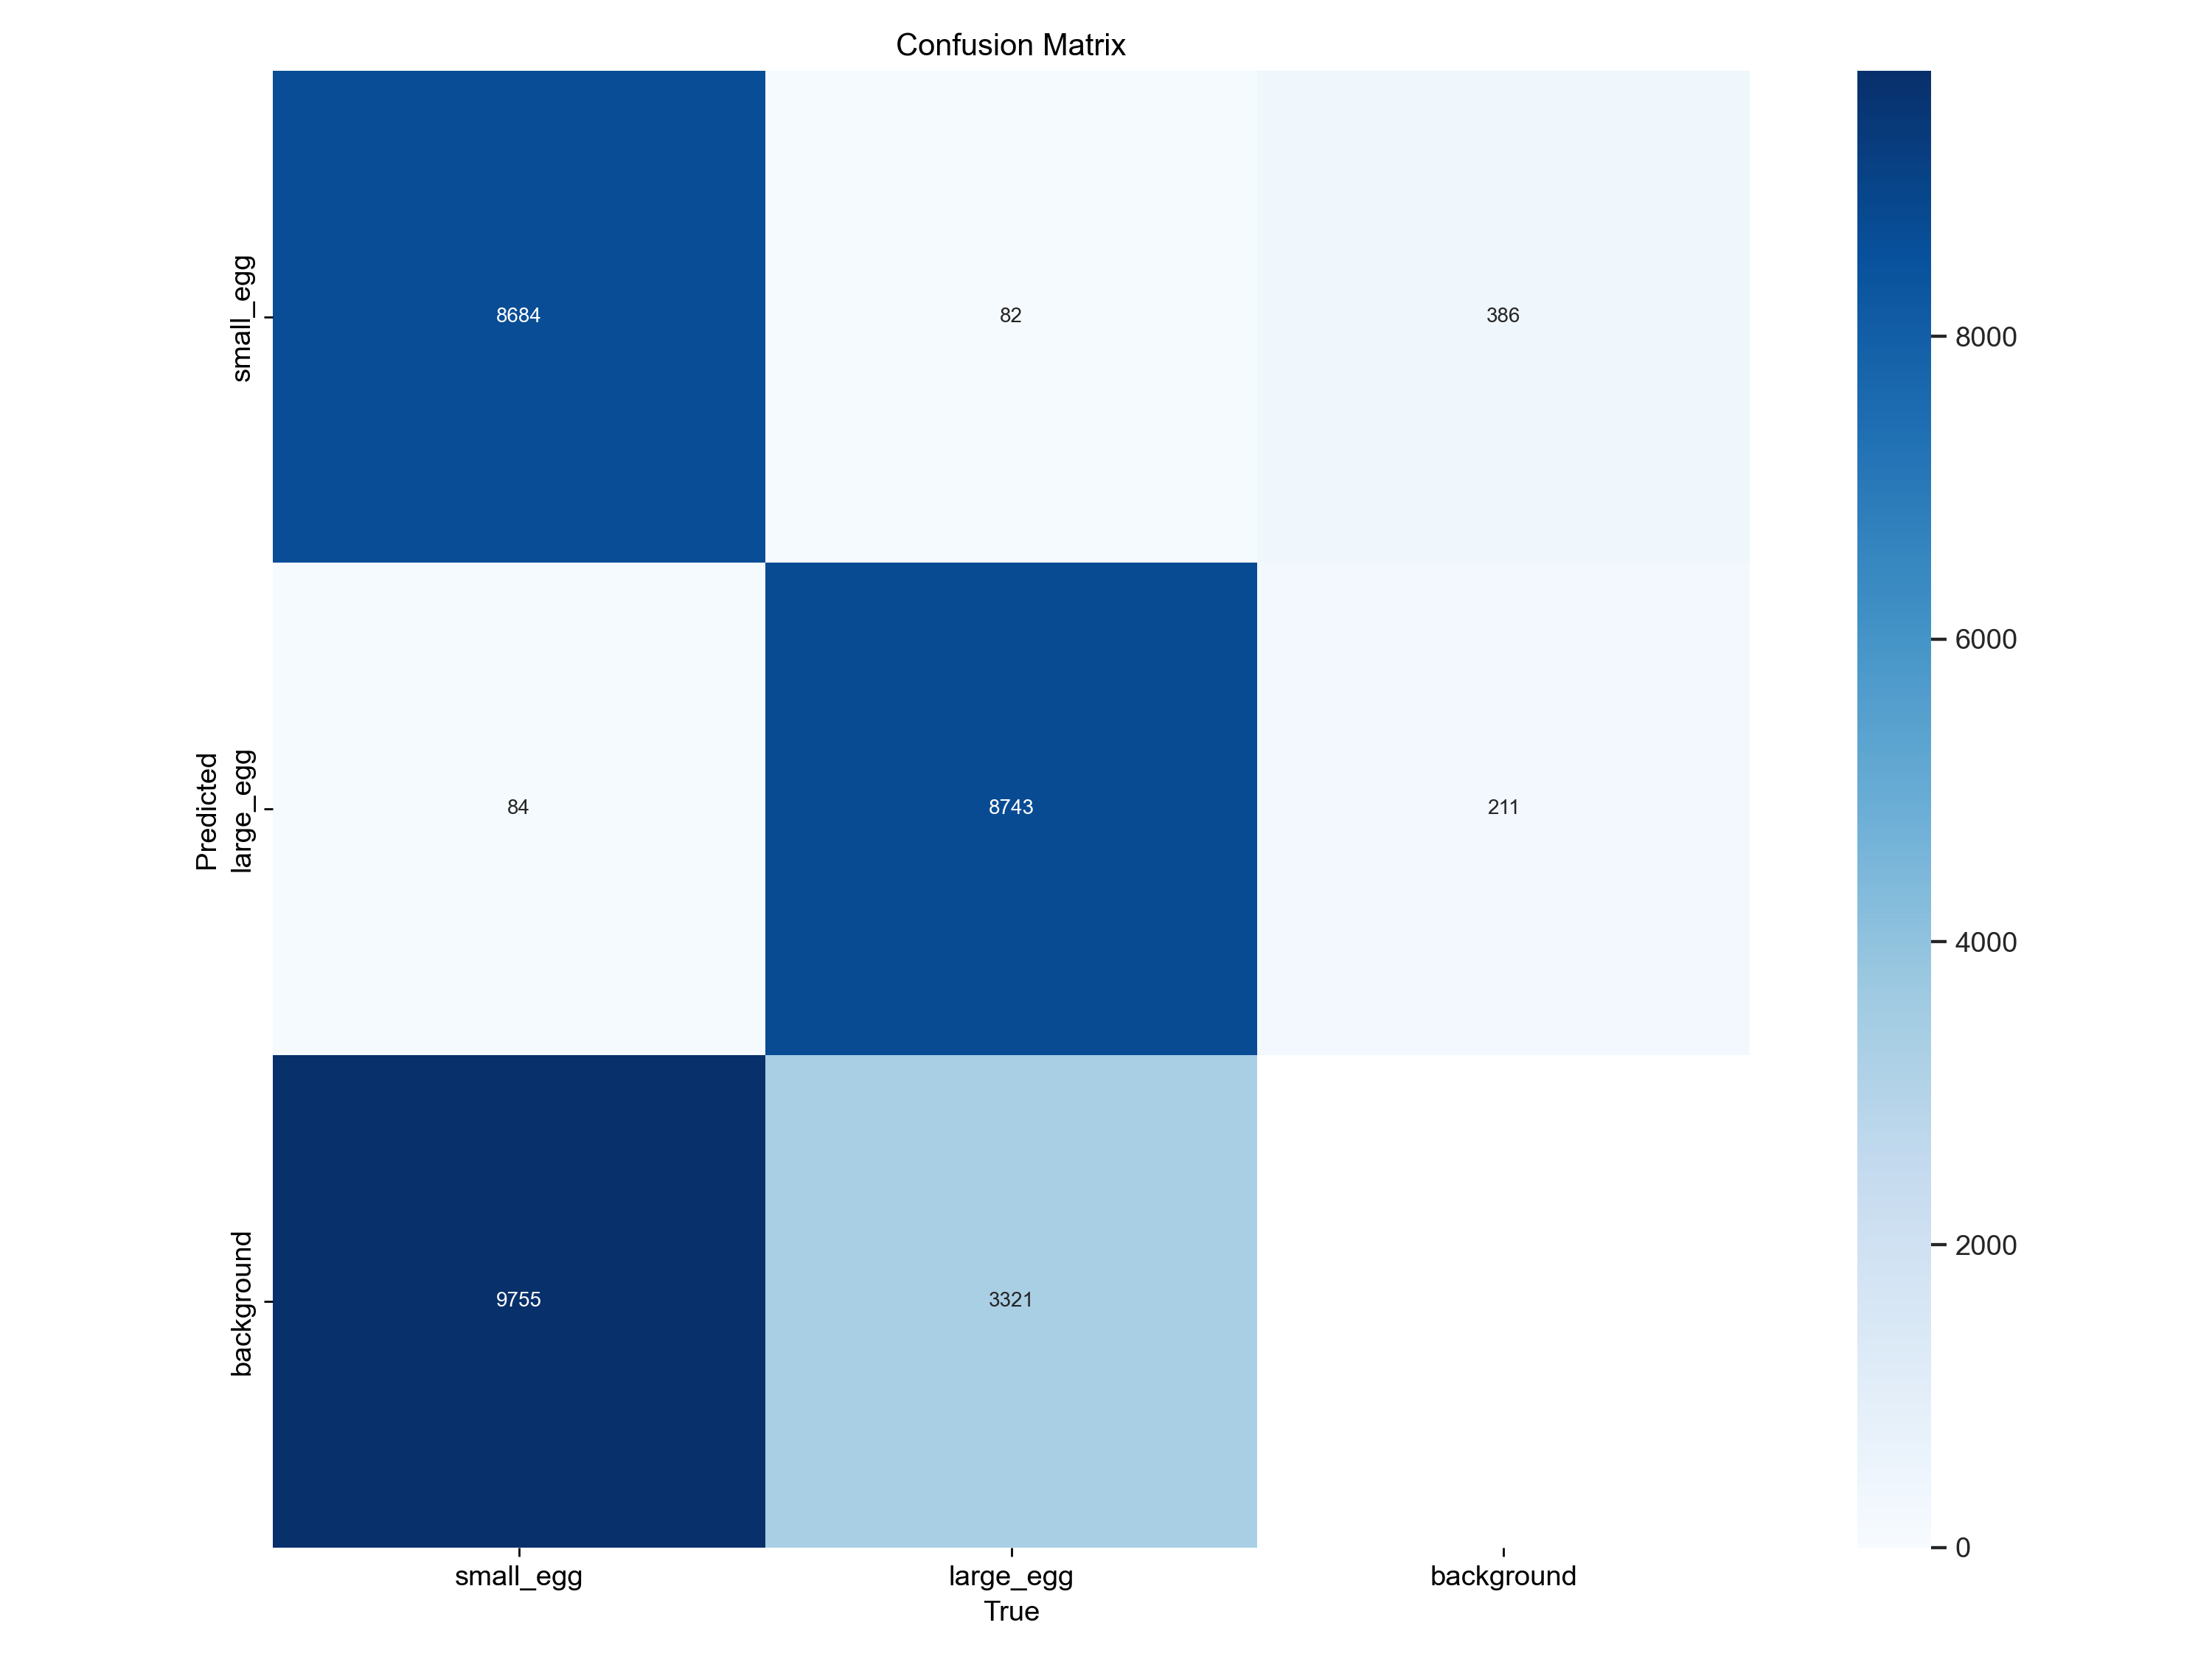 Confusion Matrix
small_egg
8684
82
386
Predicted
large_egg
84
8743
211
background
9755
3321
small_egg
large_egg
background
True
8000
6000
4000
2000
0